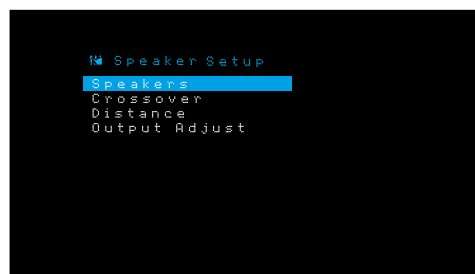 Speaker Setup
Speakers
Crossover
Distance
Output Adjust